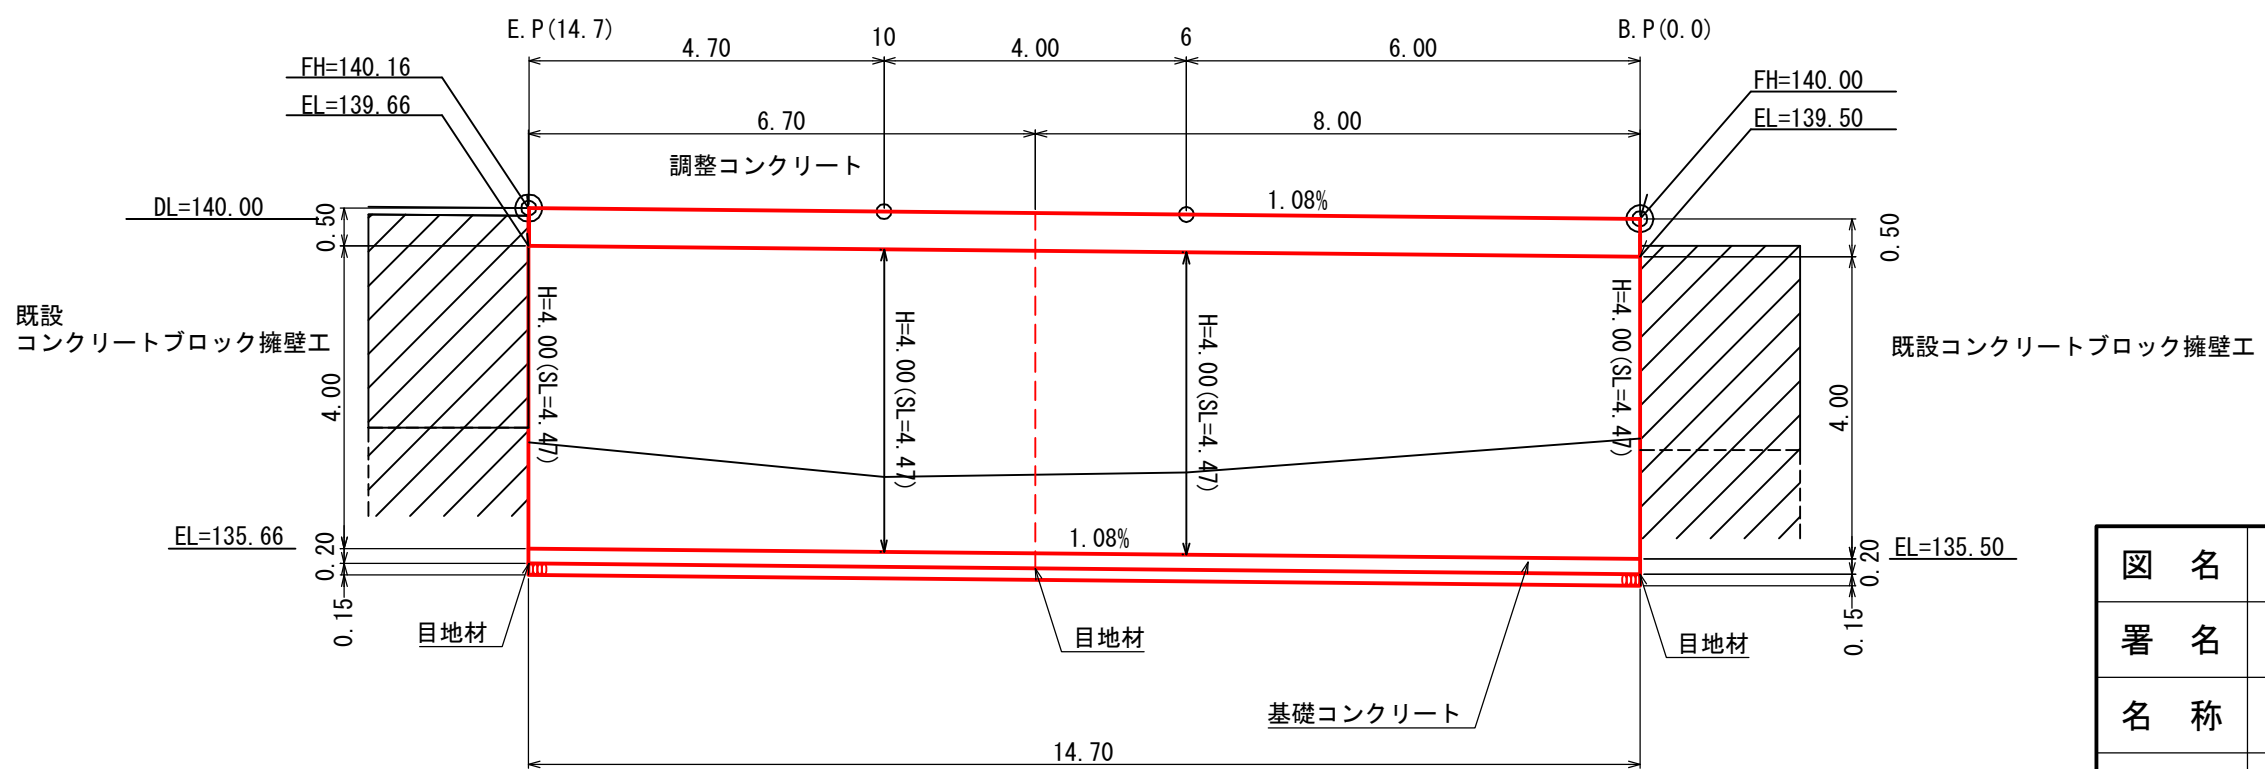 E.P(14.7)
10
6
B.P(0.0)
4.70
4.00
6.00
FH=140.16
EL=139.66
FH=140.00
EL=139.50
6.70
8.00
調整コンクリート
1.08%
DL=140.00
0.50
0.50
既設
コンクリートブロック擁壁工
H=4.00(SL=4.47)
H=4.00(SL=4.47)
H=4.00(SL=4.47)
H=4.00(SL=4.47)
既設コンクリートブロック擁壁工
4.00
4.00
1.08%
EL=135.66
0.20
0.15
EL=135.50
0.20
0.15
目地材
目地材
目地材
基礎コンクリート
14.70
図 名
署 名
名 称